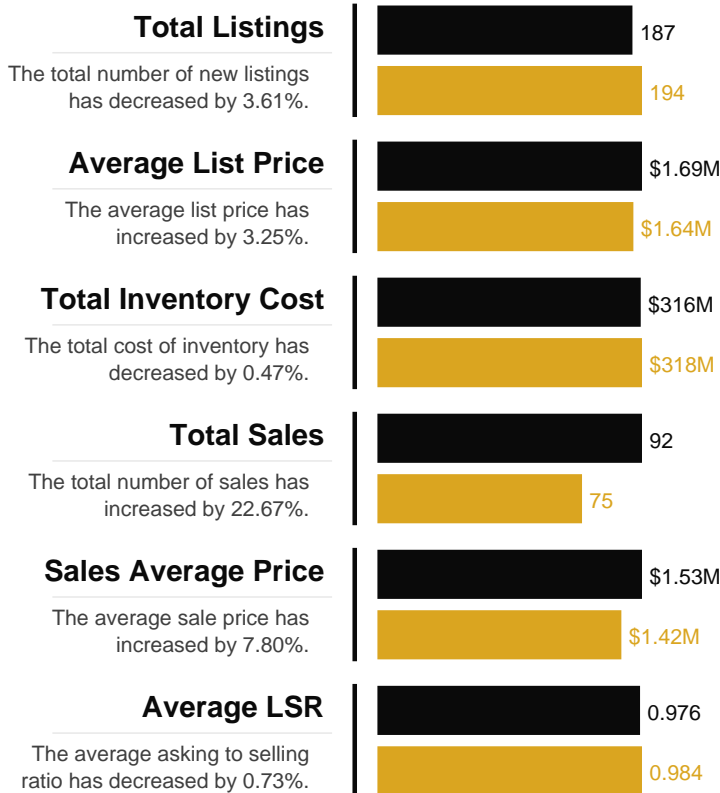 Total Listings
The total number of new listings
has decreased by 3.61%.
187
194
Average List Price
The average list price has
increased by 3.25%.
$1.69M
$1.64M
Total Inventory Cost
The total cost of inventory has
decreased by 0.47%.
$316M
$318M
Total Sales
The total number of sales has
increased by 22.67%.
92
75
Sales Average Price
The average sale price has
increased by 7.80%.
$1.53M
$1.42M
Average LSR
The average asking to selling
ratio has decreased by 0.73%.
0.976
0.984